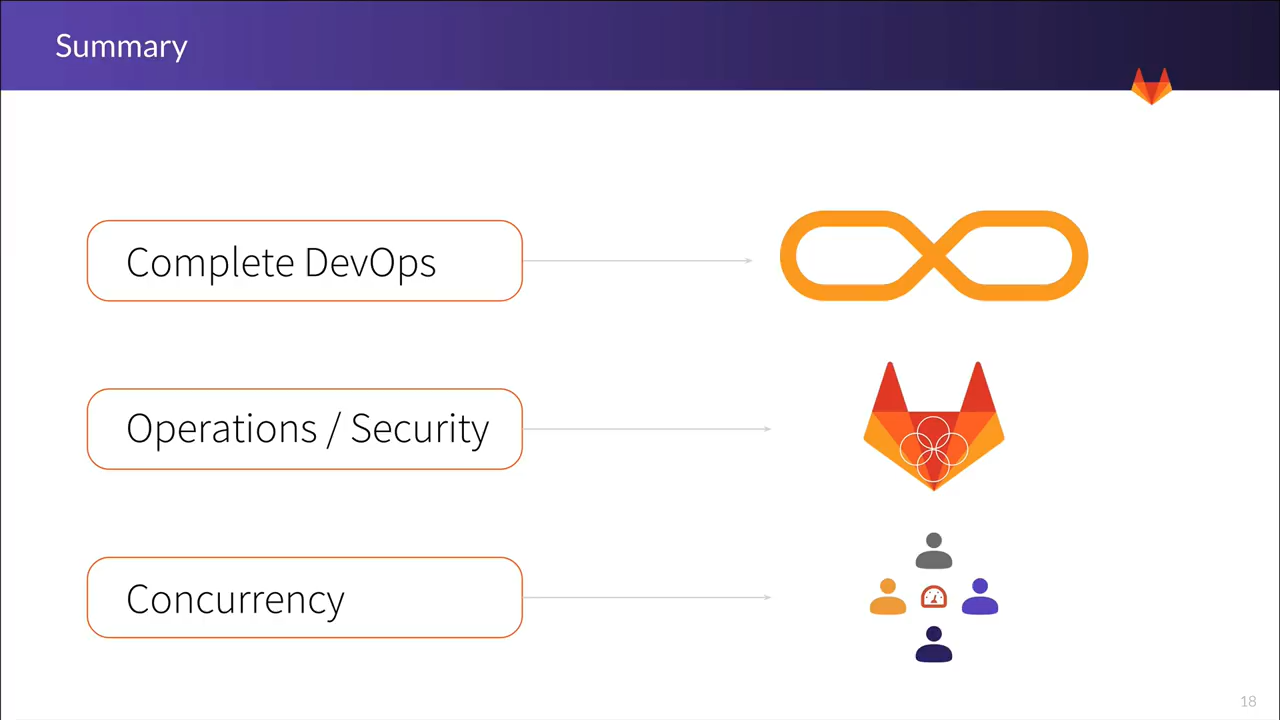 Summary
Complete DevOps
Operations / Security
Concurrency
18